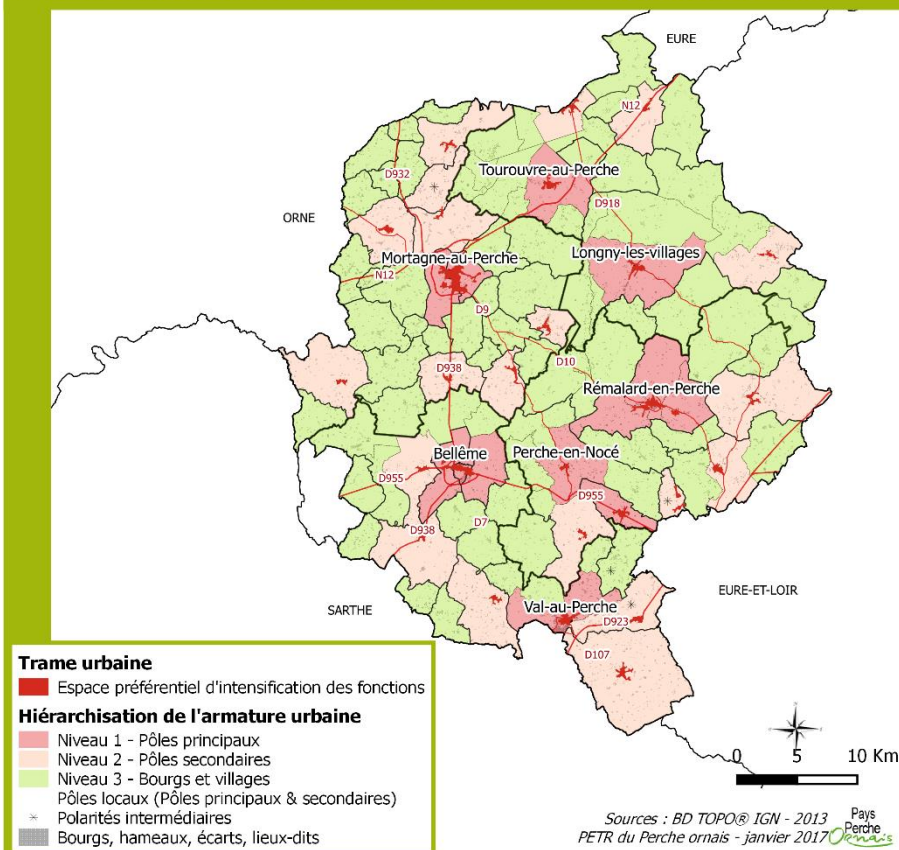 EURE
N12
Tourouvre-au-Perche
D932
D918
ORNE
Mortagne-au-Perche
Longny-les-villages
N12
D9
D10
D938
Rémalard-en-Perche
Bellême
Perche-en-Nocé
D955
D955
D938
D7
EURE-ET-LOIR
SARTHE
Val-au-Perche
D923
D107
Trame urbaine
Espace préférentiel d'intensification des fonctions
Hiérarchisation de l'armature urbaine
Niveau 1 - Pôles principaux
Niveau 2 - Pôles secondaires
Niveau 3 - Bourgs et villages
Pôles locaux (Pôles principaux & secondaires)
Polarités intermédiaires
Bourgs, hameaux, écarts, lieux-dits
0 5 10 Km
Sources : BD TOPO® IGN - 2013
PETR du Perche ornais - janvier 2017
Pays
Perche
Ornais